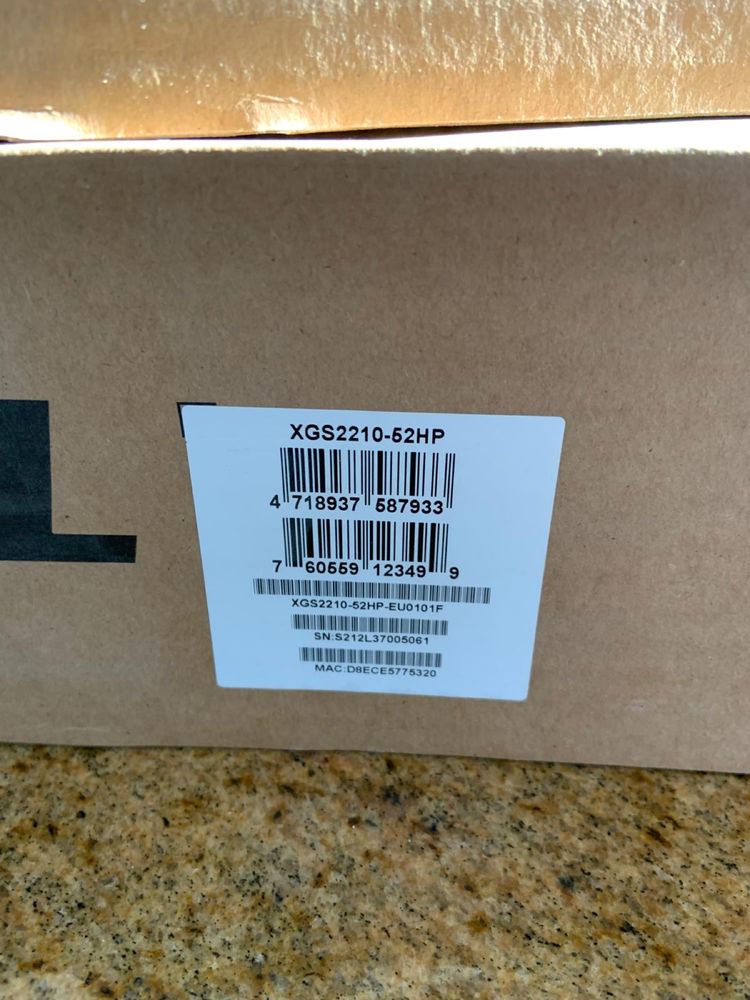 XGS2210-52HP
4 718937 587933
7 60559 12349 9
XGS2210-52HP-EU0101F
SN:S212L37005061
MAC:D8ECE5775320